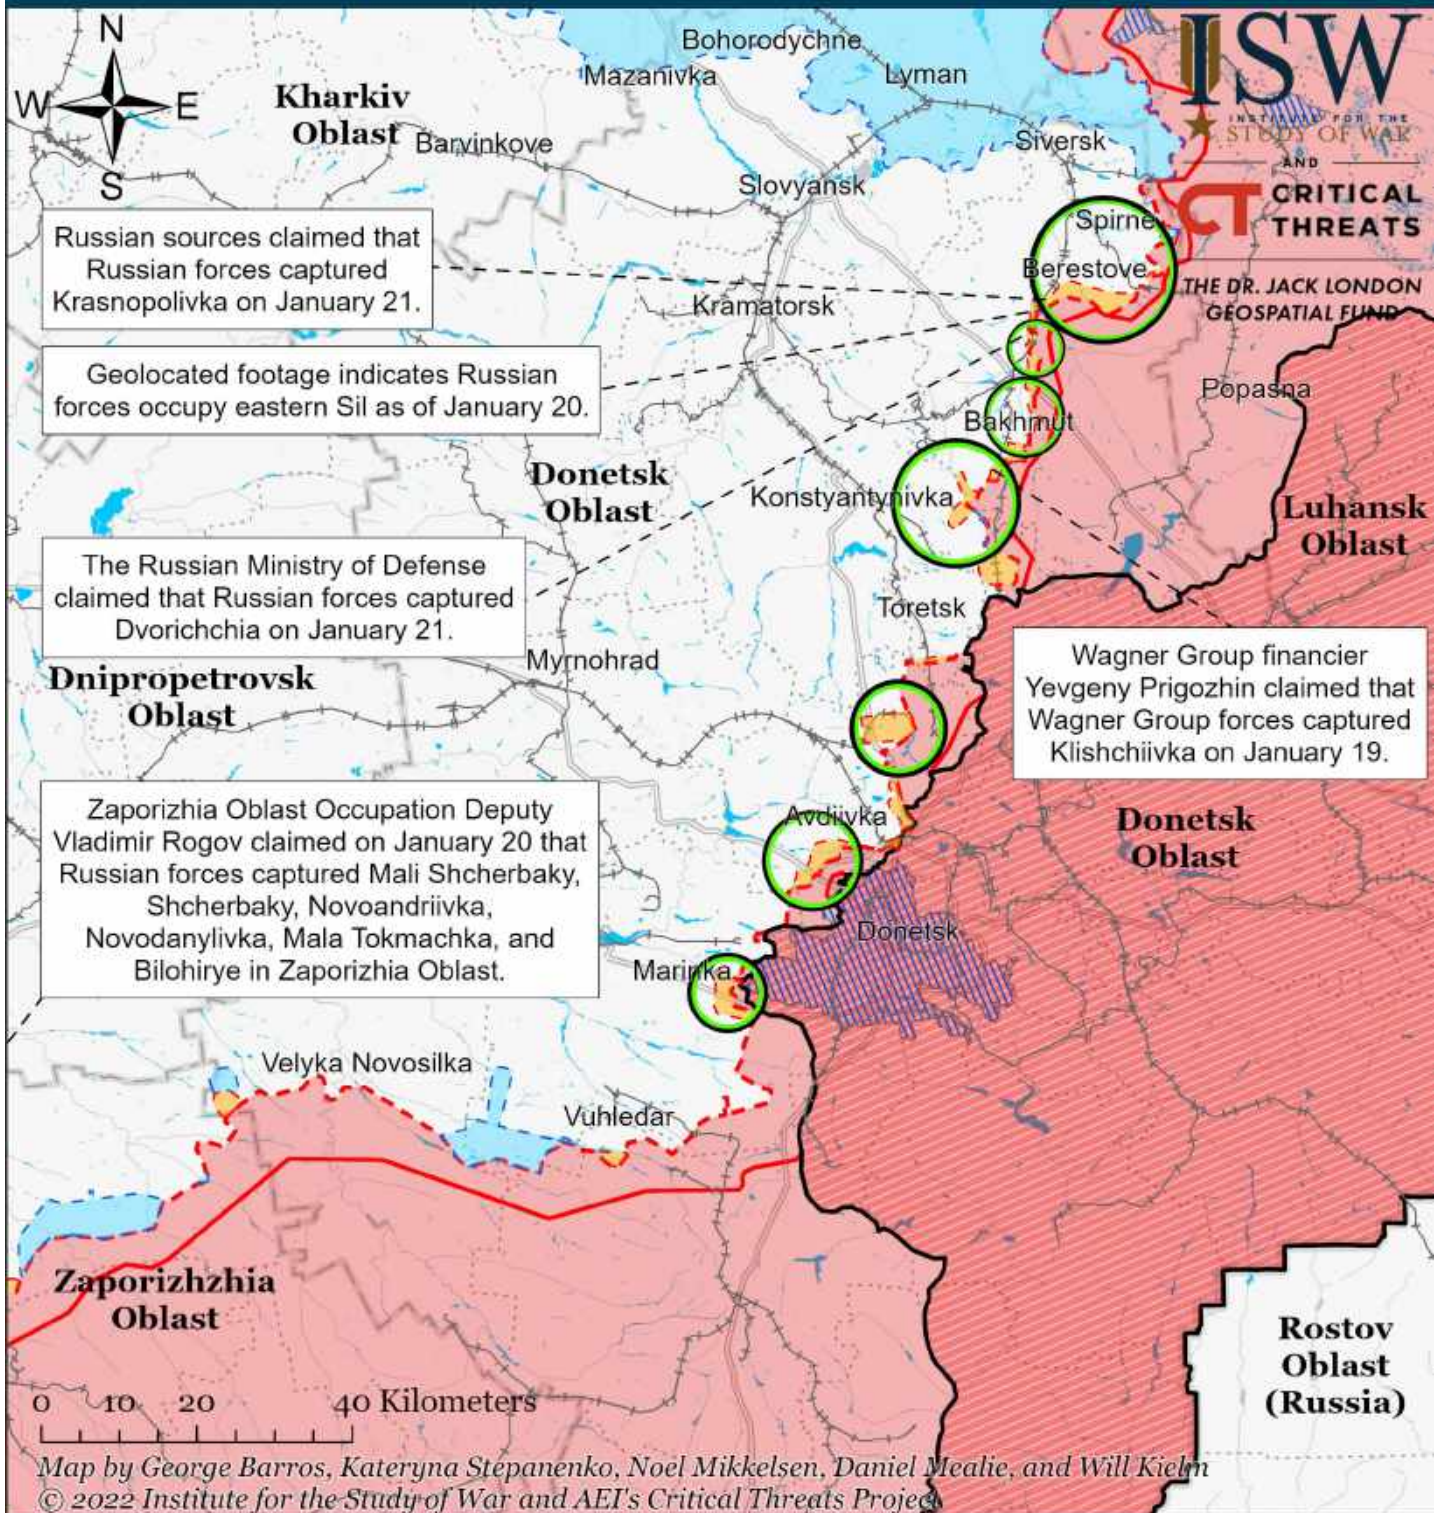 N
W
E
S
Kharkiv
Oblast
Bohorodychne
Mazanivka
Lyman
Barvinkove
Siversk
Slovyansk
ISW
INSTITUTE FOR THE
STUDY OF WAR
AND
CT CRITICAL
THREATS
THE DR. JACK LONDON
GEOSPATIAL FUND
Russian sources claimed that
Russian forces captured
Krasnopolivka on January 21.
Spirne
Berestove
Kramatorsk
Geolocated footage indicates Russian
forces occupy eastern Sil as of January 20.
Popasna
Bakhmut
Donetsk
Oblast
Konstyantynivka
Luhansk
Oblast
The Russian Ministry of Defense
claimed that Russian forces captured
Dvorichchia on January 21.
Toretsk
Myrnohrad
Dnipropetrovsk
Oblast
Wagner Group financier
Yevgeny Prigozhin claimed that
Wagner Group forces captured
Klishchiivka on January 19.
Zaporizhia Oblast Occupation Deputy
Vladimir Rogov claimed on January 20 that
Russian forces captured Mali Shcherbaky,
Shcherbaky, Novoandriivka,
Novodanylivka, Mala Tokmachka, and
Bilohirye in Zaporizhia Oblast.
Avdiivka
Donetsk
Oblast
Donetsk
Marinka
Velyka Novosilka
Vuhledar
Zaporizhzhia
Oblast
Rostov
Oblast
(Russia)
0 10 20 40 Kilometers
Map by George Barros, Kateryna Stepanenko, Noel Mikkelsen, Daniel Mealie, and Will Kielm
© 2022 Institute for the Study of War and AEI's Critical Threats Project